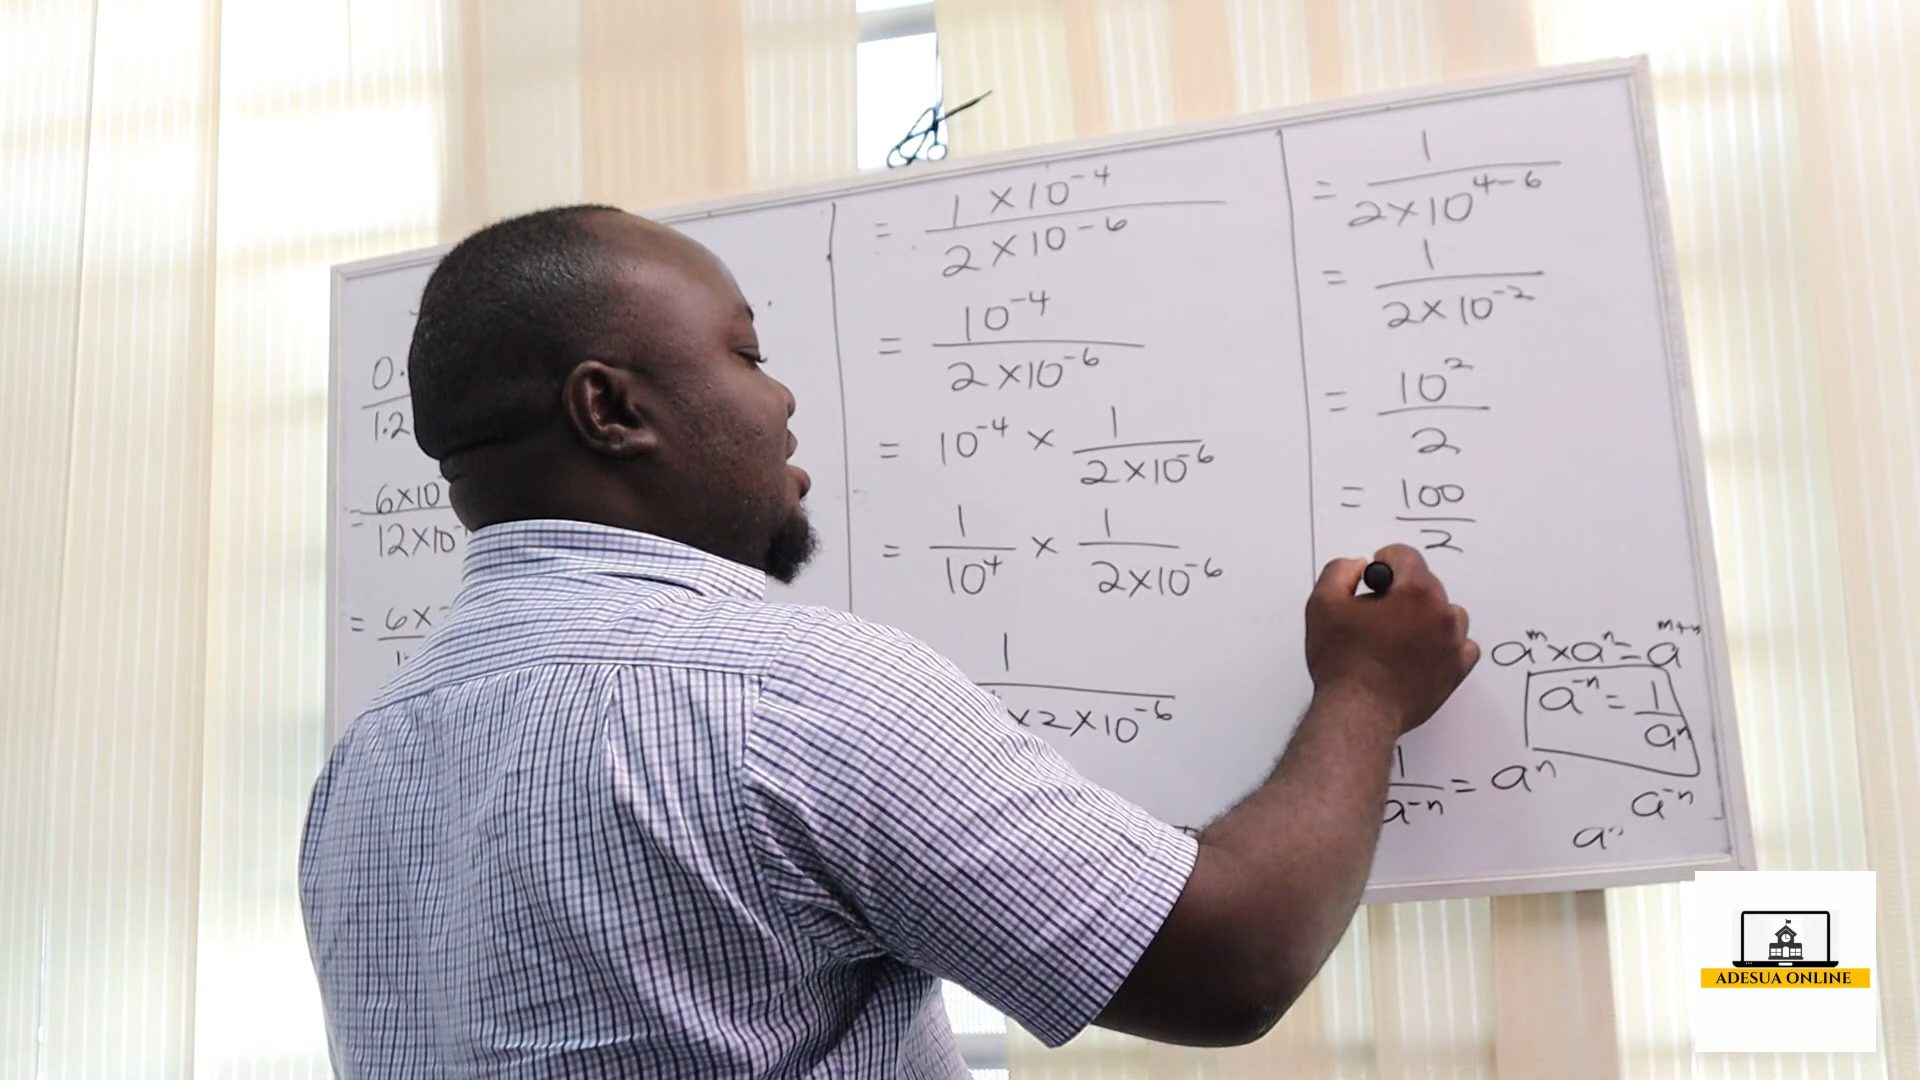 0.
1.2
= 6×10
12×10⁻
= 6×
= 1×10⁻⁴
2×10⁻⁶
= 10⁻⁴
2×10⁻⁶
= 10⁻⁴ × 1
2×10⁻⁶
= 1 × 1
10⁴ 2×10⁻⁶
1
×2×10⁻⁶
= 1
2×10⁴⁻⁶
= 1
2×10⁻²
= 10²
2
= 100
2
aᵐ×aⁿ=aᵐ⁺ⁿ
a⁻ⁿ = 1
aⁿ
1 = aⁿ
a⁻ⁿ
a⁻ⁿ
ADESUA ONLINE